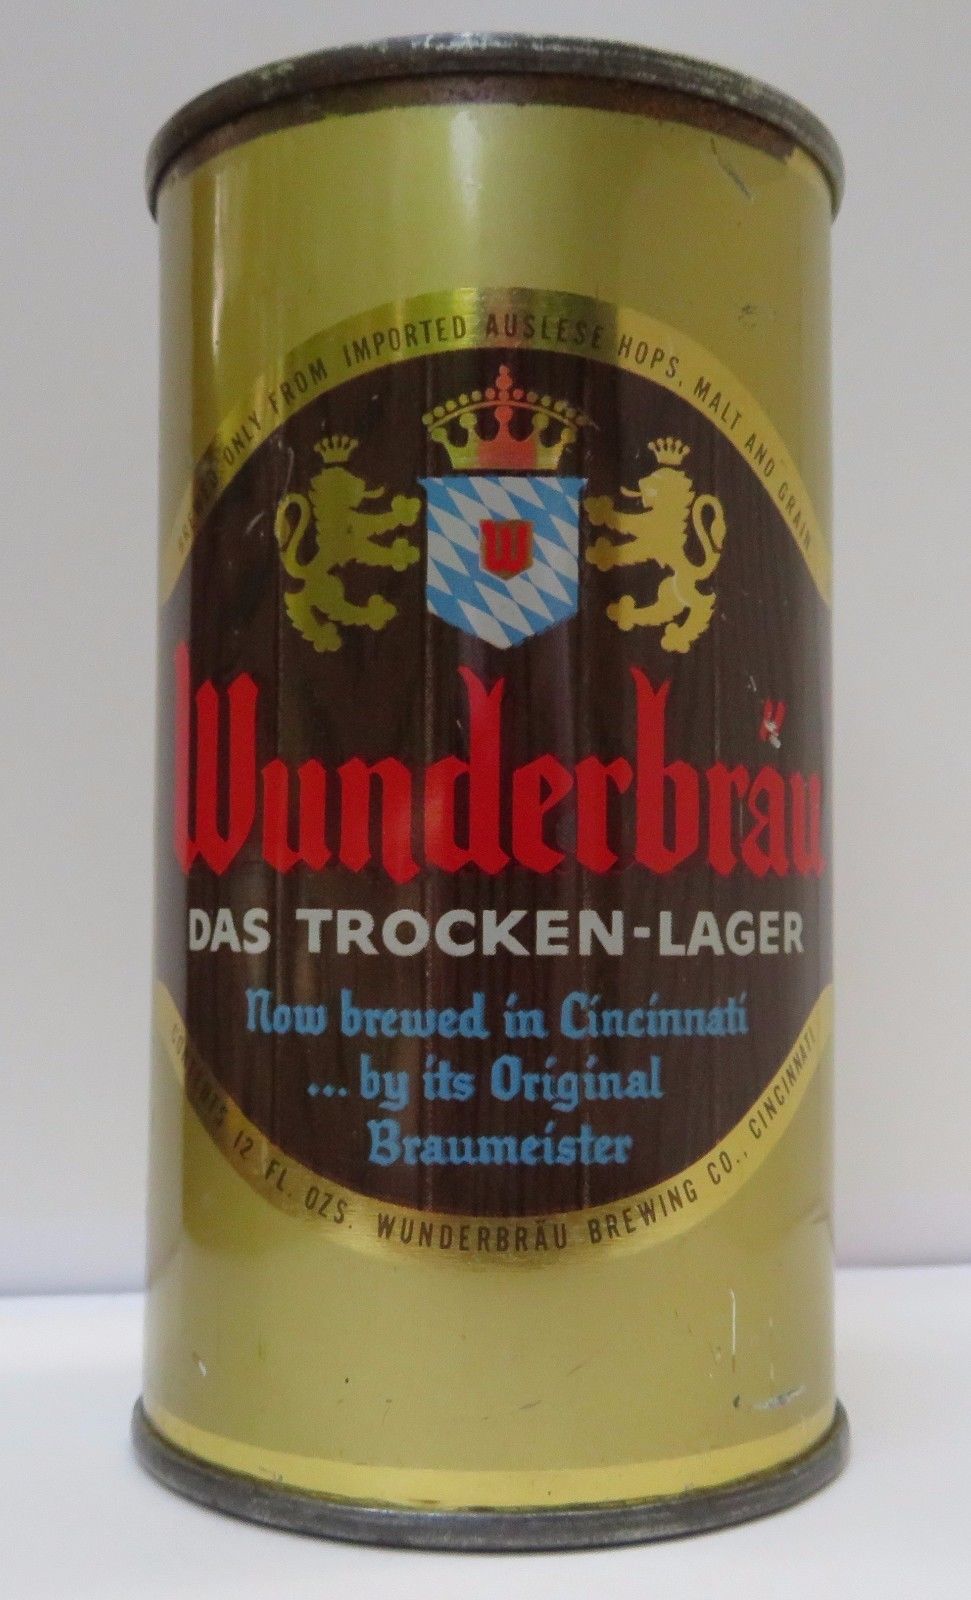 BREWED ONLY FROM IMPORTED AUSLESE HOPS, MALT AND GRAIN
W
Wunderbräu
DAS TROCKEN-LAGER
Now brewed in Cincinnati
...by its Original
Braumeister
CONTENTS 12 FL. OZS. WUNDERBRÄU BREWING CO., CINCINNATI